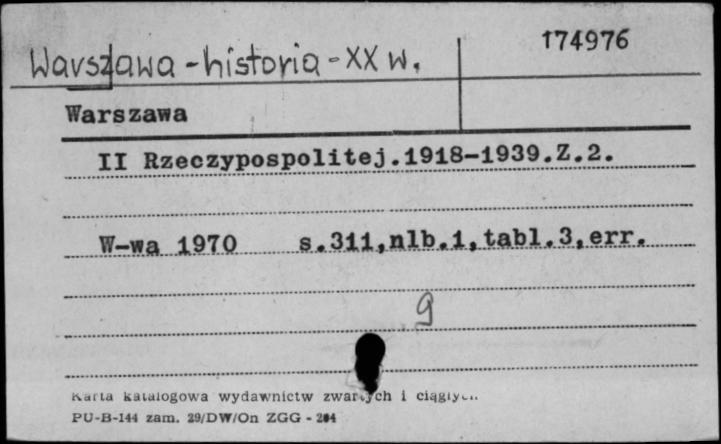 174976
Warszawa - historia - XX w.
Warszawa
II Rzeczypospolitej.1918-1939.Z.2.
W-wa 1970 s.311,nlb.1,tabl.3,err.
9
Karta katalogowa wydawnictw zwartych i ciągłych
PU-B-144 zam. 29/DW/On ZGG - 284